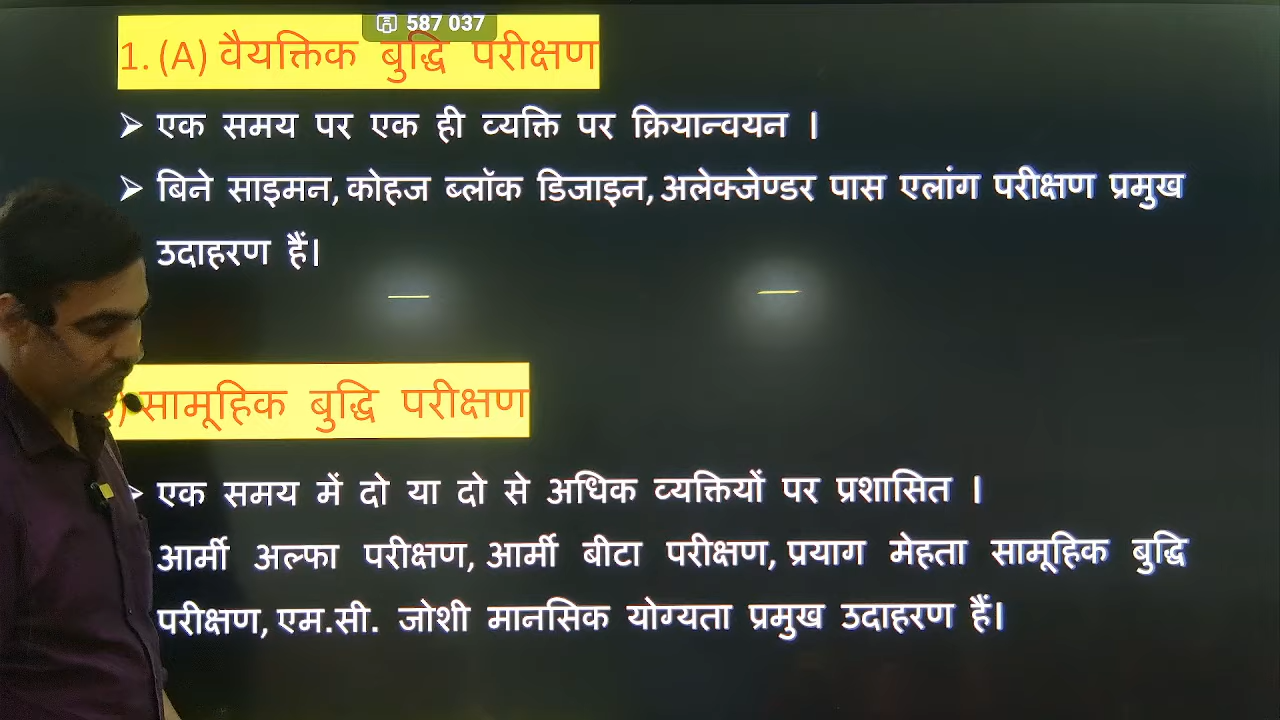 587 037
1. (A) वैयक्तिक बुद्धि परीक्षण
➢ एक समय पर एक ही व्यक्ति पर क्रियान्वयन ।
➢ बिने साइमन, कोहज ब्लॉक डिजाइन, अलेक्जेण्डर पास एलांग परीक्षण प्रमुख
उदाहरण हैं।
) सामूहिक बुद्धि परीक्षण
➢ एक समय में दो या दो से अधिक व्यक्तियों पर प्रशासित ।
आर्मी अल्फा परीक्षण, आर्मी बीटा परीक्षण, प्रयाग मेहता सामूहिक बुद्धि
परीक्षण, एम.सी. जोशी मानसिक योग्यता प्रमुख उदाहरण हैं।